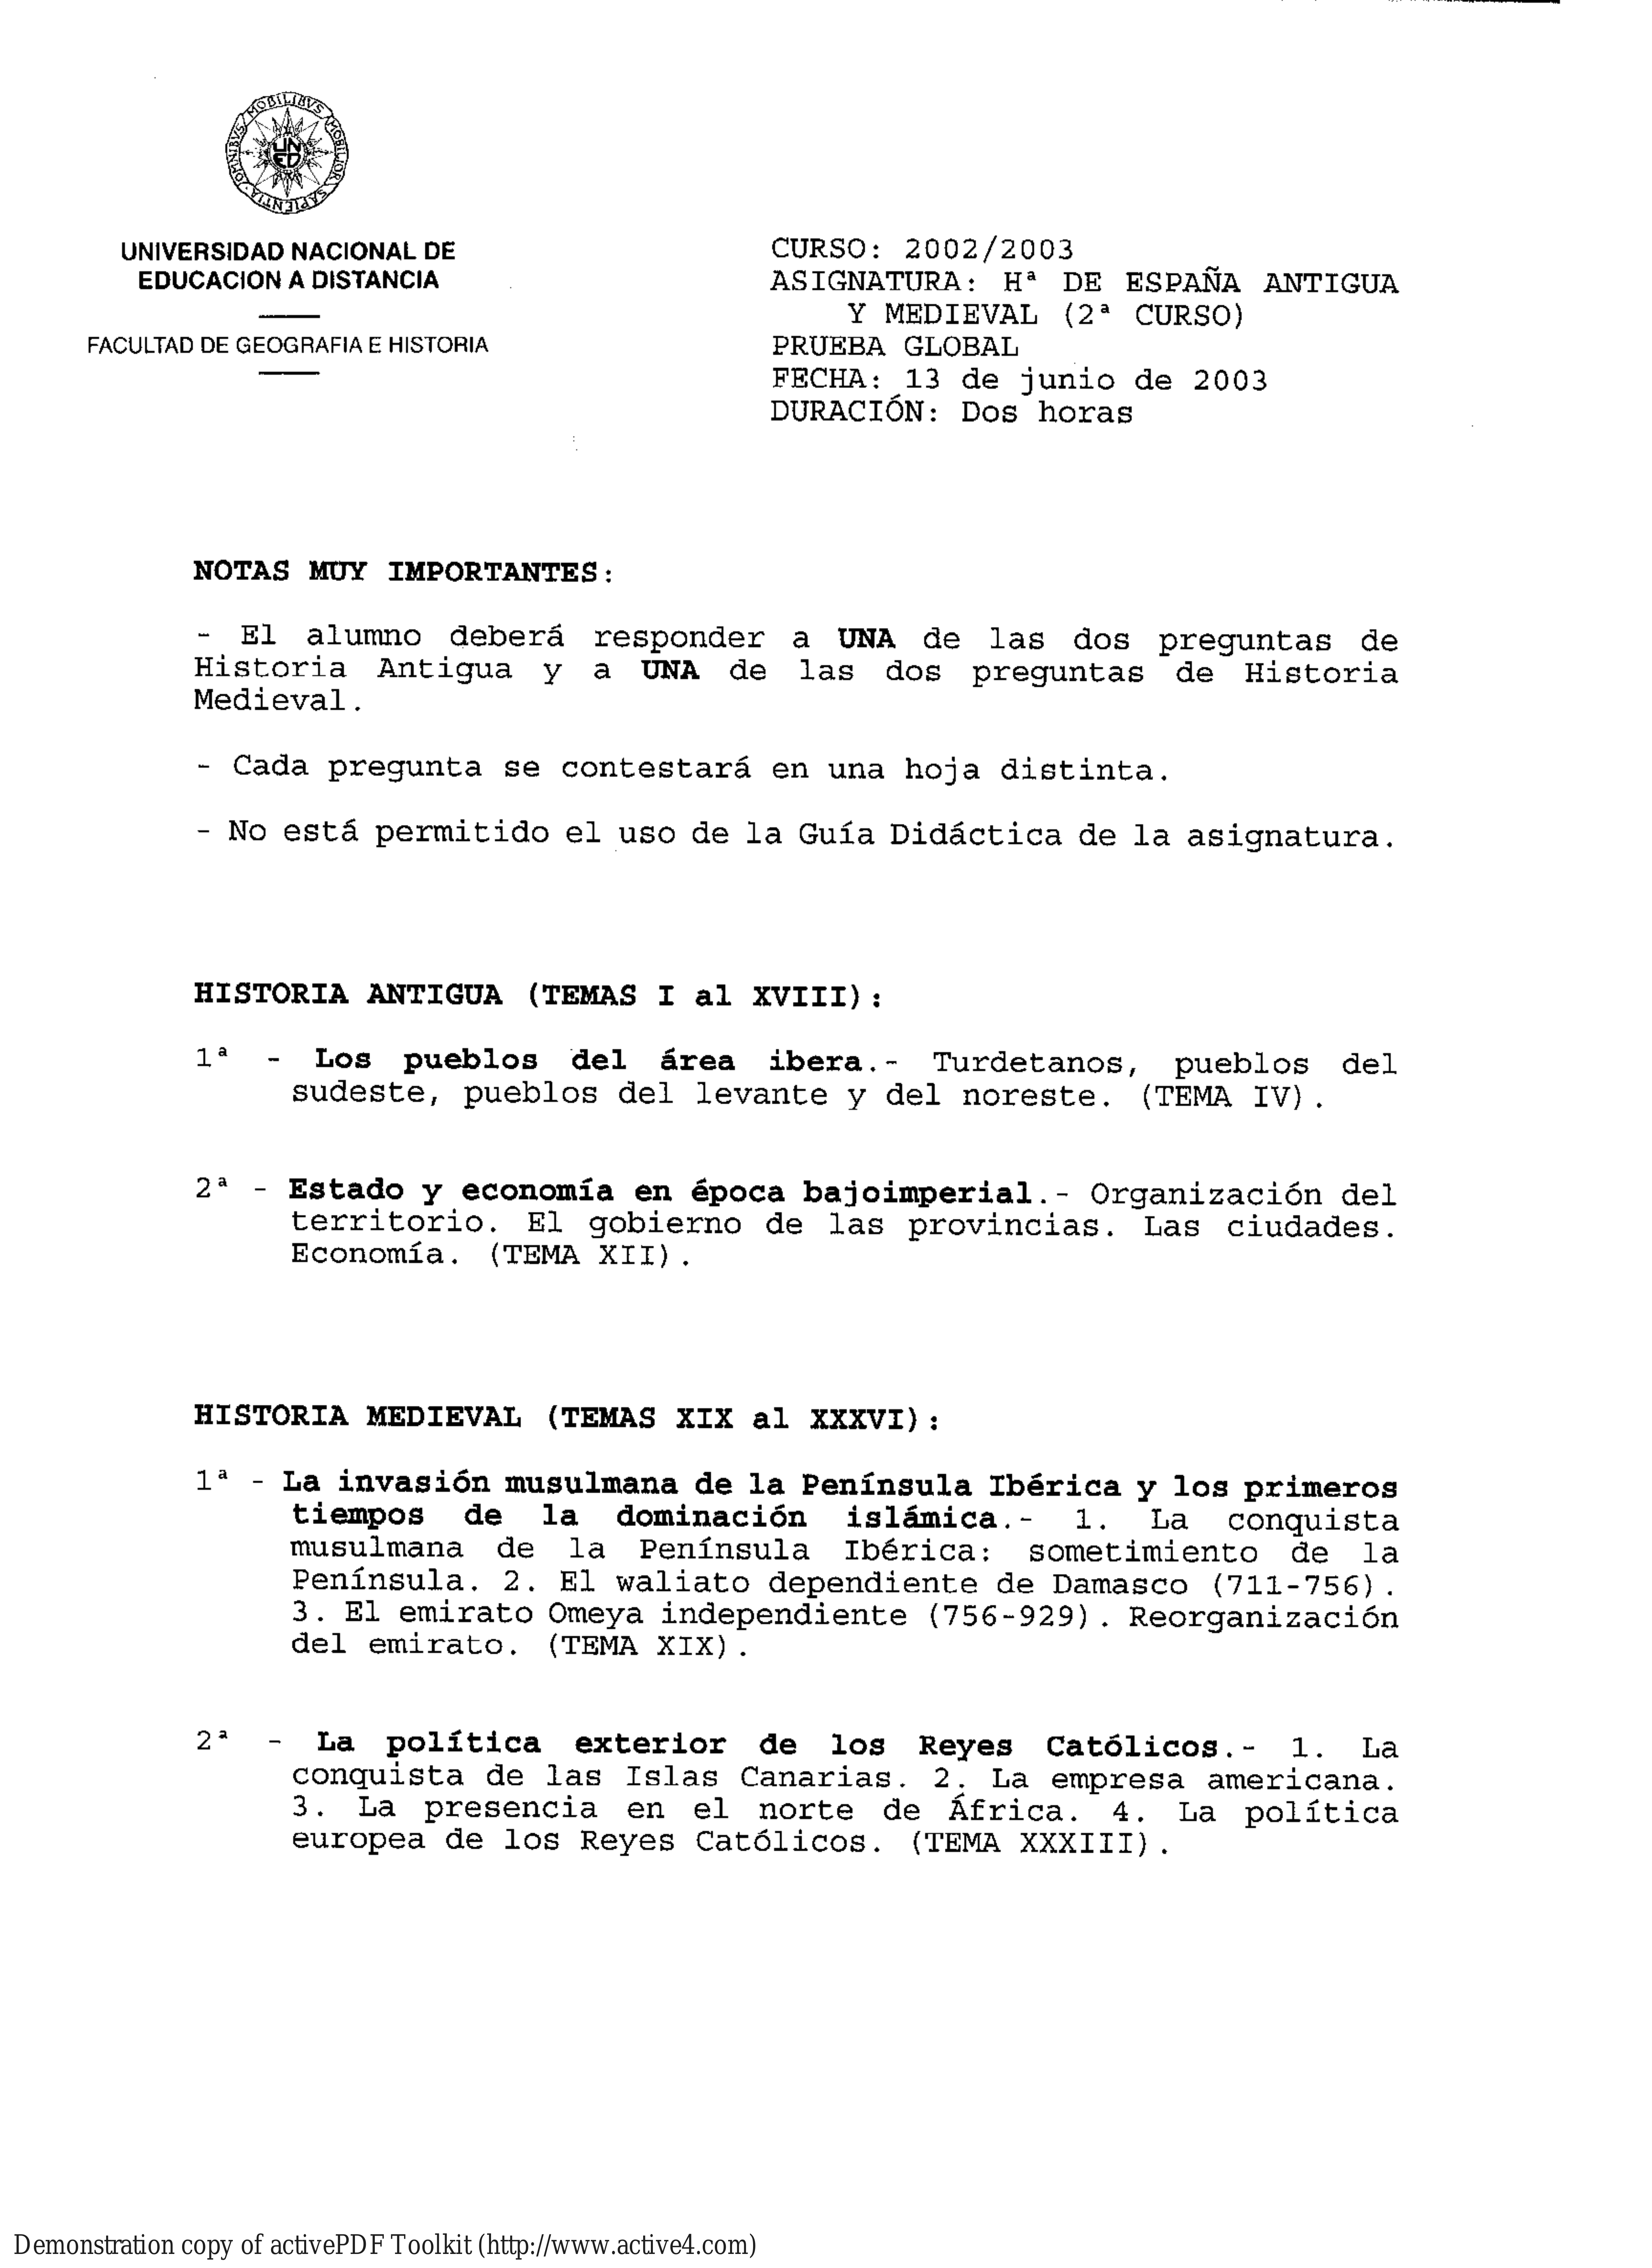 OMNIBVS MOBILIBVS MOBILIOR SAPIENTIA
UNED
UNIVERSIDAD NACIONAL DE
EDUCACION A DISTANCIA
FACULTAD DE GEOGRAFIA E HISTORIA
CURSO: 2002/2003
ASIGNATURA: Hª DE ESPAÑA ANTIGUA
Y MEDIEVAL (2ª CURSO)
PRUEBA GLOBAL
FECHA: 13 de junio de 2003
DURACIÓN: Dos horas
NOTAS MUY IMPORTANTES:
- El alumno deberá responder a UNA de las dos preguntas de
Historia Antigua y a UNA de las dos preguntas de Historia
Medieval.
- Cada pregunta se contestará en una hoja distinta.
- No está permitido el uso de la Guía Didáctica de la asignatura.
HISTORIA ANTIGUA (TEMAS I al XVIII):
1ª - Los pueblos del área ibera.- Turdetanos, pueblos del
sudeste, pueblos del levante y del noreste. (TEMA IV).
2ª - Estado y economía en época bajoimperial.- Organización del
territorio. El gobierno de las provincias. Las ciudades.
Economía. (TEMA XII).
HISTORIA MEDIEVAL (TEMAS XIX al XXXVI):
1ª - La invasión musulmana de la Península Ibérica y los primeros
tiempos de la dominación islámica.- 1. La conquista
musulmana de la Península Ibérica: sometimiento de la
Península. 2. El waliato dependiente de Damasco (711-756).
3. El emirato Omeya independiente (756-929). Reorganización
del emirato. (TEMA XIX).
2ª - La política exterior de los Reyes Católicos.- 1. La
conquista de las Islas Canarias. 2. La empresa americana.
3. La presencia en el norte de África. 4. La política
europea de los Reyes Católicos. (TEMA XXXIII).
Demonstration copy of activePDF Toolkit (http://www.active4.com)